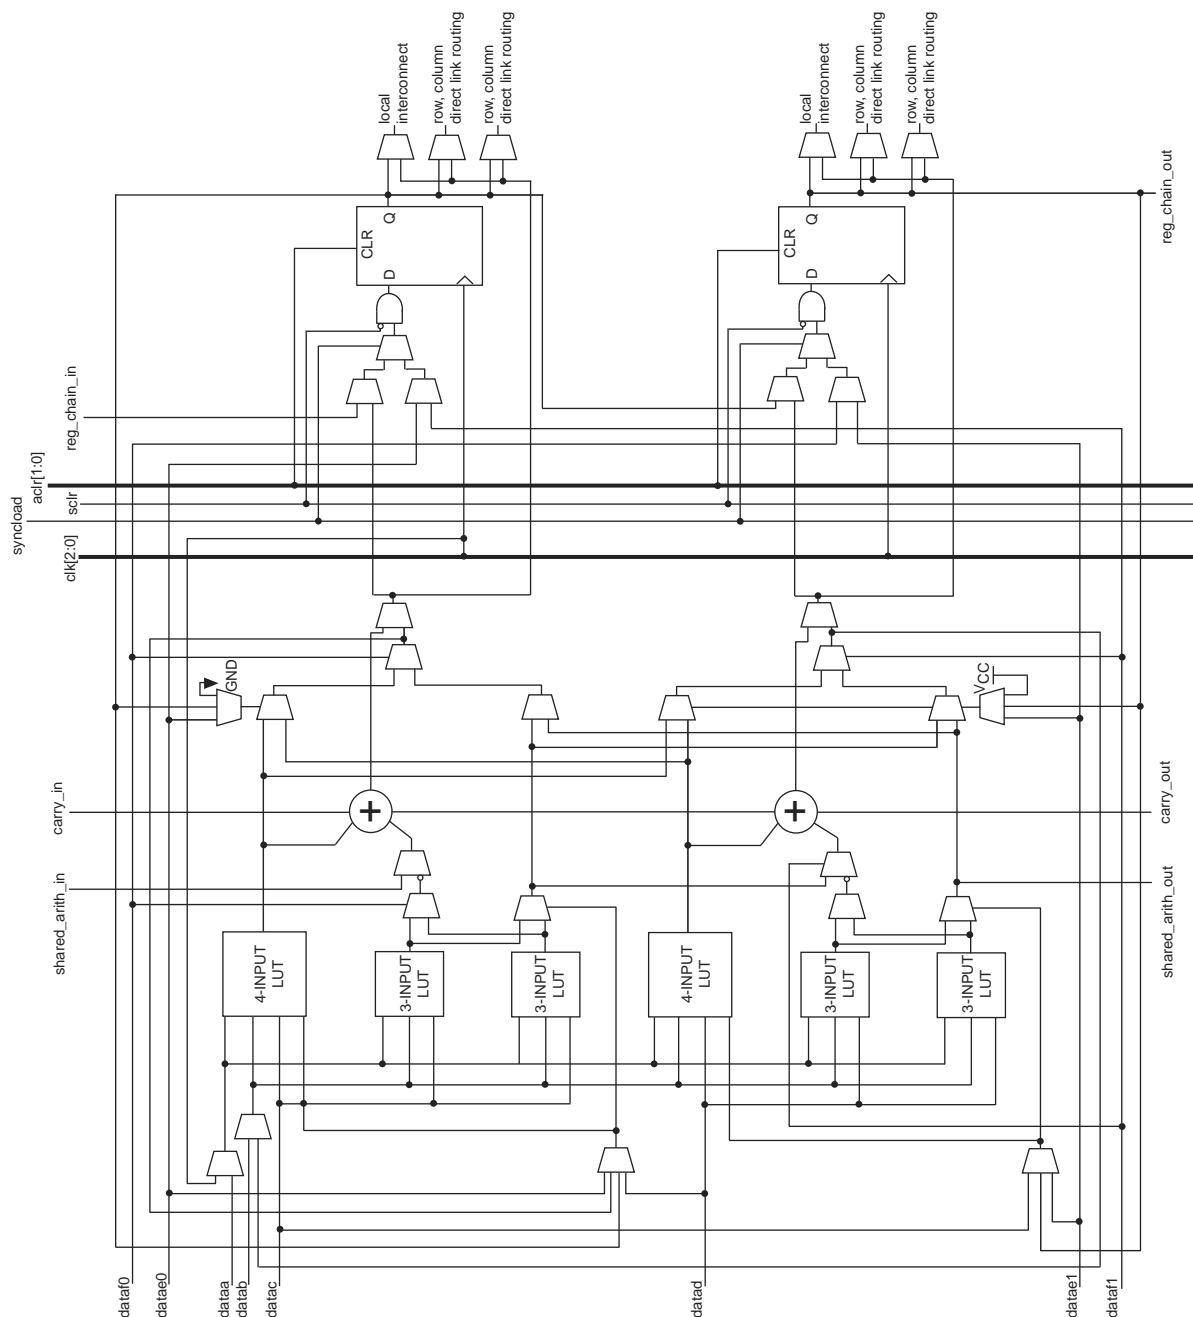 local
interconnect
row, column
direct link routing
row, column
direct link routing
local
interconnect
row, column
direct link routing
row, column
direct link routing
reg_chain_out
Q
CLR
D
Q
CLR
D
reg_chain_in
aclr[1:0]
sclr
syncload
clk[2:0]
GND
VCC
carry_in
+
+
carry_out
shared_arith_in
shared_arith_out
4-INPUT
LUT
3-INPUT
LUT
3-INPUT
LUT
4-INPUT
LUT
3-INPUT
LUT
3-INPUT
LUT
dataf0
datae0
dataa
datab
datac
datad
datae1
dataf1